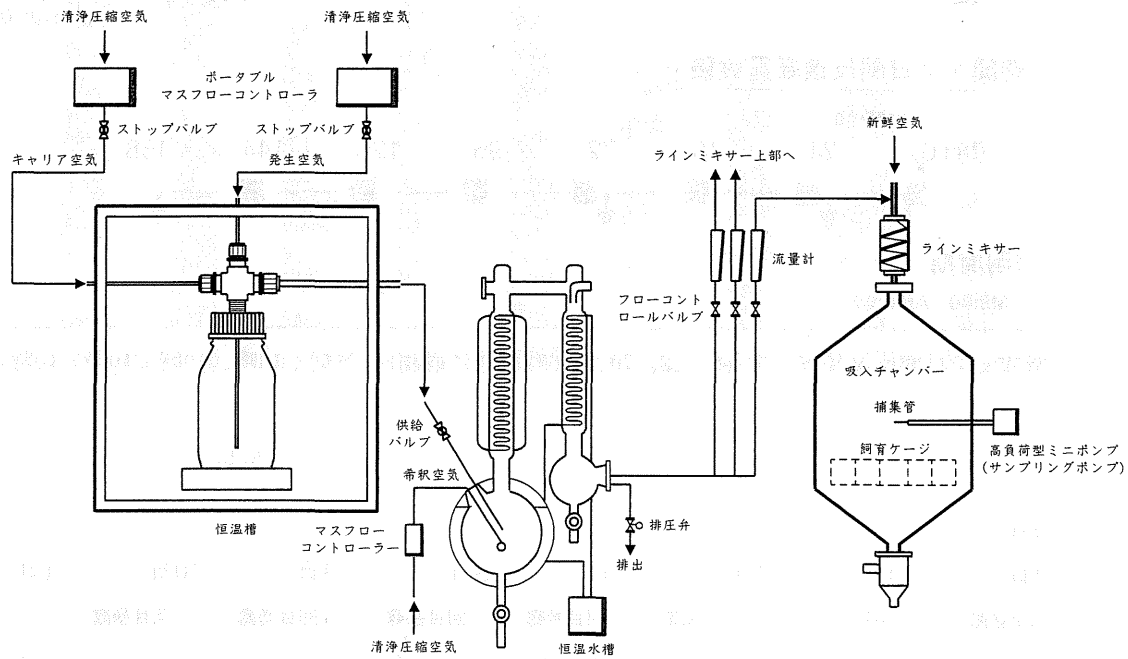 清浄圧縮空気
清浄圧縮空気
ポータブル
マスフローコントローラ
ストップバルブ
ストップバルブ
キャリア空気
発生空気
新鮮空気
ラインミキサー上部へ
ラインミキサー
流量計
フローコント
ロールバルブ
吸入チャンバー
捕集管
供給
バルブ
飼育ケージ
高負荷型ミニポンプ
(サンプリングポンプ)
希釈空気
恒温槽
マスフロー
コントローラー
排圧弁
排出
清浄圧縮空気
恒温水槽